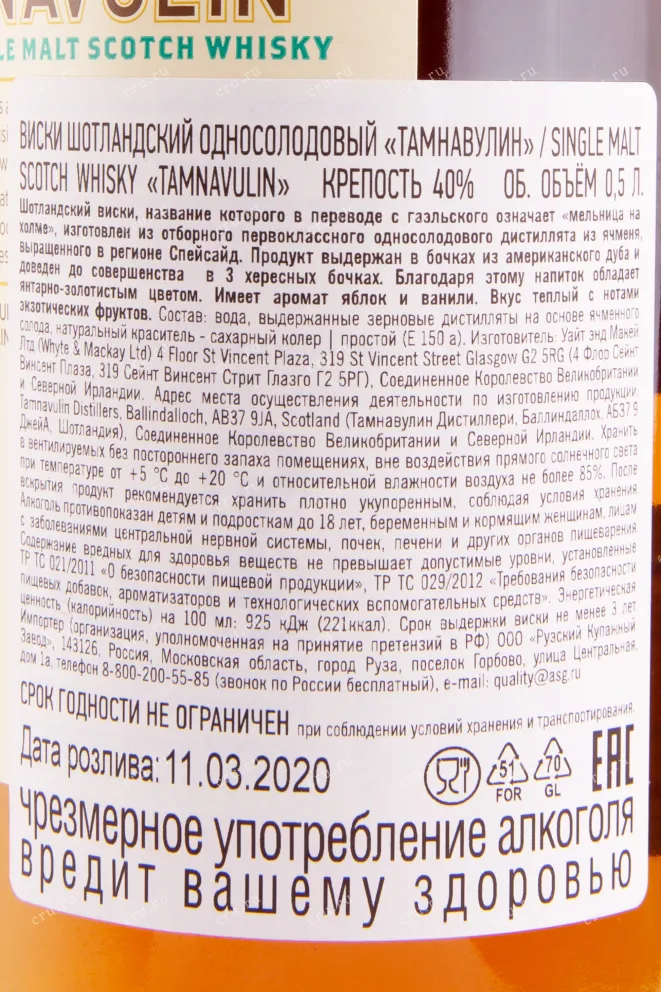 NAVULIN
LE MALT SCOTCH WHISKY
ВИСКИ ШОТЛАНДСКИЙ ОДНОСОЛОДОВЫЙ «ТАМНАВУЛИН» / SINGLE MALT
SCOTCH WHISKY «TAMNAVULIN» КРЕПОСТЬ 40% ОБ. ОБЪЁМ 0,5 Л.
Шотландский виски, название которого в переводе с гаэльского означает «мельница на
холме», изготовлен из отборного первоклассного односолодового дистиллята из ячменя,
выращенного в регионе Спейсайд. Продукт выдержан в бочках из американского дуба и
доведен до совершенства в 3 хересных бочках. Благодаря этому напиток обладает
янтарно-золотистым цветом. Имеет аромат яблок и ванили. Вкус теплый с нотами
экзотических фруктов. Состав: вода, выдержанные зерновые дистилляты на основе ячменного
солода, натуральный краситель - сахарный колер | простой (Е 150 а). Изготовитель: Уайт энд Макей
Лтд (Whyte & Mackay Ltd) 4 Floor St Vincent Plaza, 319 St Vincent Street Glasgow G2 5RG (4 Флор Сейнт
Винсент Плаза, 319 Сейнт Винсент Стрит Глазго Г2 5РГ), Соединенное Королевство Великобритании
и Северной Ирландии. Адрес места осуществления деятельности по изготовлению продукции:
Tamnavulin Distillers, Ballindalloch, AB37 9JA, Scotland (Тамнавулин Дистиллери, Баллиндаллох, АБ37 9
ДжейА, Шотландия), Соединенное Королевство Великобритании и Северной Ирландии. Хранить
в вентилируемых без постороннего запаха помещениях, вне воздействия прямого солнечного света
при температуре от +5 °C до +20 °C и относительной влажности воздуха не более 85%. После
вскрытия продукт рекомендуется хранить плотно укупоренным, соблюдая условия хранения.
Алкоголь противопоказан детям и подросткам до 18 лет, беременным и кормящим женщинам, лицам
с заболеваниями центральной нервной системы, почек, печени и других органов пищеварения.
Содержание вредных для здоровья веществ не превышает допустимые уровни, установленные
ТР ТС 021/2011 «О безопасности пищевой продукции», ТР ТС 029/2012 «Требования безопасности
пищевых добавок, ароматизаторов и технологических вспомогательных средств». Энергетическая
ценность (калорийность) на 100 мл: 925 кДж (221ккал). Срок выдержки виски не менее 3 лет
Импортер (организация, уполномоченная на принятие претензий в РФ) ООО «Рузский Купажный
Завод», 143126, Россия, Московская область, город Руза, поселок Горбово, улица Центральная,
дом 1а, телефон 8-800-200-55-85 (звонок по России бесплатный), e-mail: quality@asg.ru
СРОК ГОДНОСТИ НЕ ОГРАНИЧЕН при соблюдении условий хранения и транспортирования.
Дата розлива: 11.03.2020
51
FOR
70
GL
EAC
чрезмерное употребление алкоголя
вредит вашему здоровью